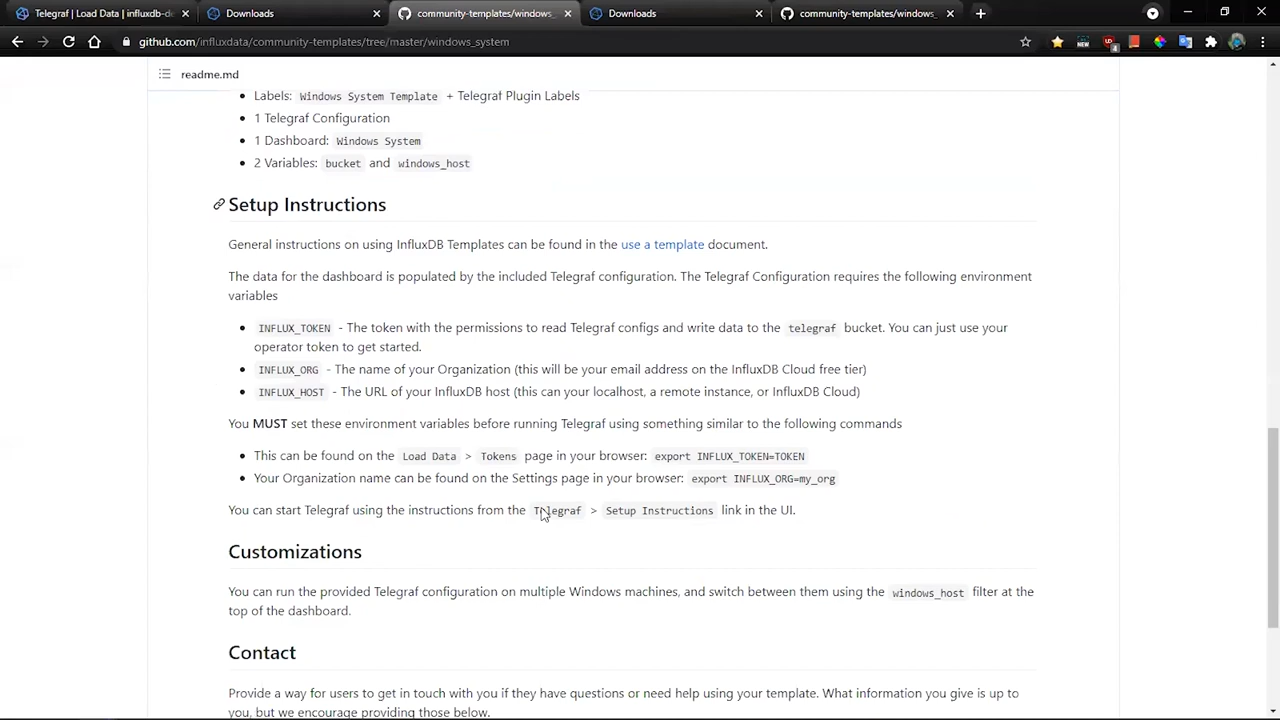 Telegraf | Load Data | influxdb-de
Downloads
community-templates/windows_
Downloads
community-templates/windows_
github.com/influxdata/community-templates/tree/master/windows_system
readme.md
Labels: Windows System Template + Telegraf Plugin Labels
1 Telegraf Configuration
1 Dashboard: Windows System
2 Variables: bucket and windows_host
Setup Instructions
General instructions on using InfluxDB Templates can be found in the use a template document.
The data for the dashboard is populated by the included Telegraf configuration. The Telegraf Configuration requires the following environment
variables
INFLUX_TOKEN - The token with the permissions to read Telegraf configs and write data to the telegraf bucket. You can just use your
operator token to get started.
INFLUX_ORG - The name of your Organization (this will be your email address on the InfluxDB Cloud free tier)
INFLUX_HOST - The URL of your InfluxDB host (this can your localhost, a remote instance, or InfluxDB Cloud)
You MUST set these environment variables before running Telegraf using something similar to the following commands
This can be found on the Load Data > Tokens page in your browser: export INFLUX_TOKEN=TOKEN
Your Organization name can be found on the Settings page in your browser: export INFLUX_ORG=my_org
You can start Telegraf using the instructions from the Telegraf > Setup Instructions link in the UI.
Customizations
You can run the provided Telegraf configuration on multiple Windows machines, and switch between them using the windows_host filter at the
top of the dashboard.
Contact
Provide a way for users to get in touch with you if they have questions or need help using your template. What information you give is up to
you, but we encourage providing those below.